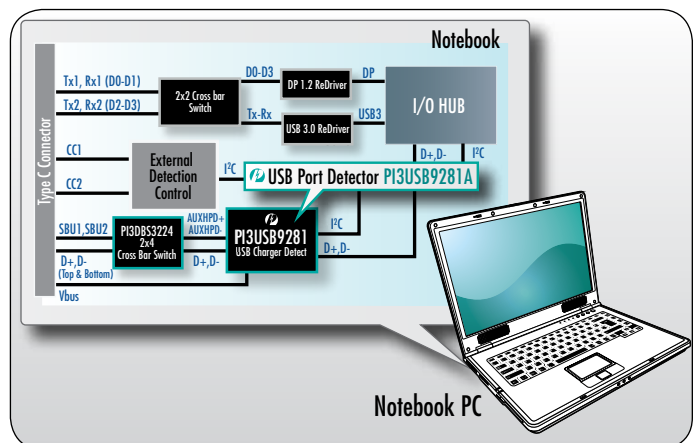 Notebook
Type C Connector
Tx1, Rx1 (D0-D1)
Tx2, Rx2 (D2-D3)
2x2 Cross bar
Switch
D0-D3
DP 1.2 ReDriver
DP
Tx-Rx
USB 3.0 ReDriver
USB3
I/O HUB
CC1
CC2
External
Detection
Control
I²C
D+,D-
I²C
USB Port Detector PI3USB9281A
SBU1,SBU2
D+,D-
(Top & Bottom)
PI3DBS3224
2x4
Cross Bar Switch
AUXHPD+
AUXHPD-
D+,D-
PI3USB9281
USB Charger Detect
I²C
D+,D-
Vbus
Notebook PC